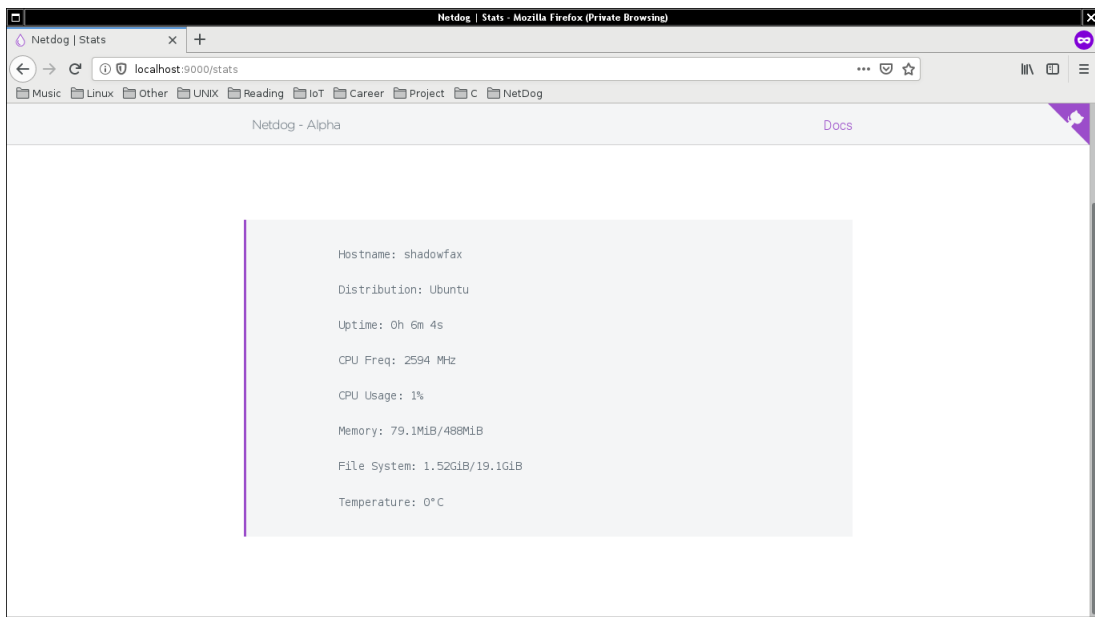 Netdog | Stats - Mozilla Firefox (Private Browsing)
Netdog | Stats
localhost:9000/stats
Music Linux Other UNIX Reading IoT Career Project C NetDog
Netdog - Alpha Docs
Hostname: shadowfax
Distribution: Ubuntu
Uptime: 0h 6m 4s
CPU Freq: 2594 MHz
CPU Usage: 1%
Memory: 79.1MiB/488MiB
File System: 1.52GiB/19.1GiB
Temperature: 0°C